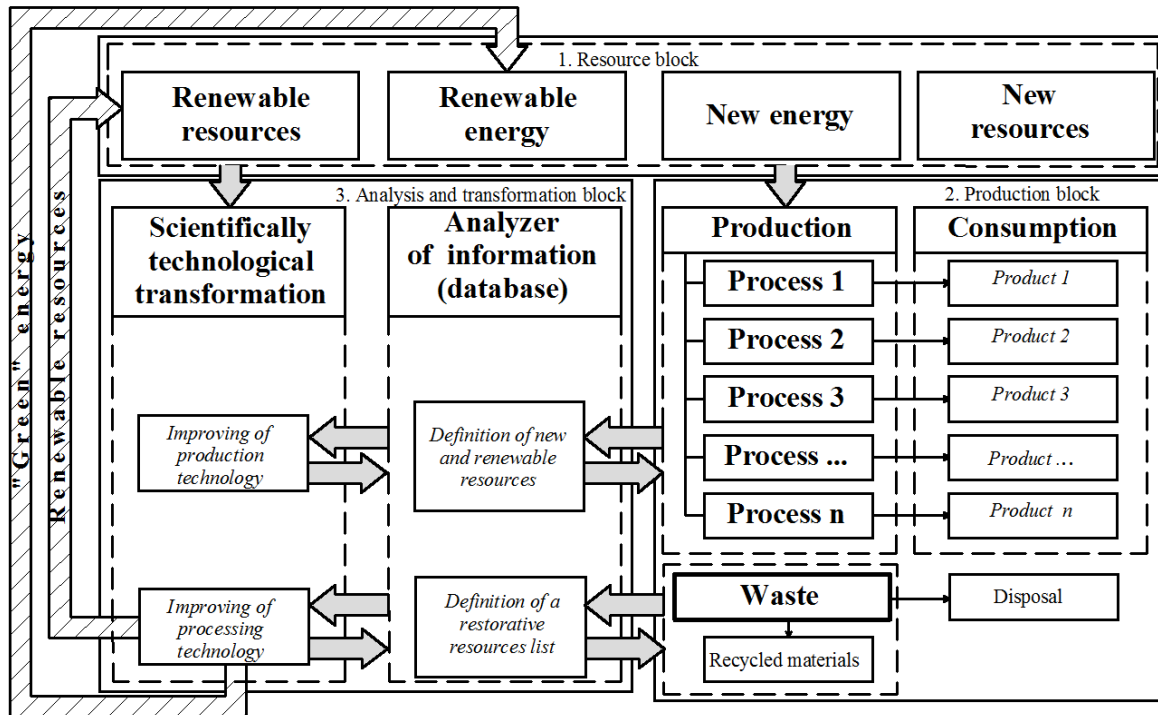 1. Resource block
Renewable
resources
Renewable
energy
New energy
New
resources
"Green" energy
Renewable resources
3. Analysis and transformation block
Scientifically
technological
transformation
Analyzer
of information
(database)
Improving of
production
technology
Definition of new
and renewable
resources
Improving of
processing
technology
Definition of a
restorative
resources list
2. Production block
Production
Consumption
Process 1
Product 1
Process 2
Product 2
Process 3
Product 3
Process ...
Product ...
Process n
Product n
Waste
Disposal
Recycled materials